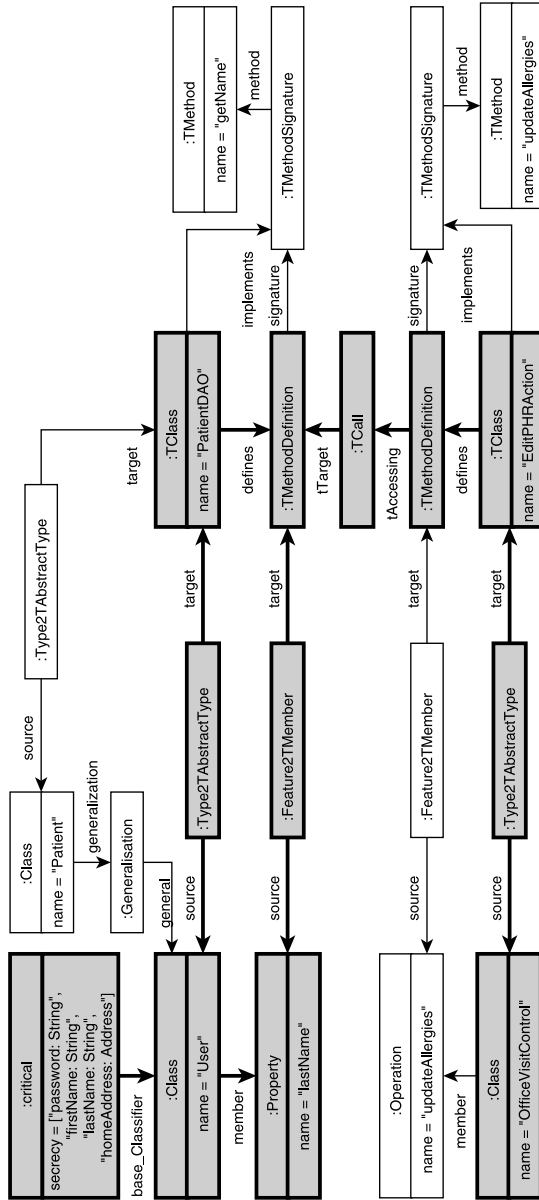 :critical
secrecy = ["password: String",
"firstName: String",
"lastName: String",
"homeAddress: Address"]
base_Classifier
:Class
name = "User"
member
:Property
name = "lastName"
:Operation
name = "updateAllergies"
member
:Class
name = "OfficeVisitControl"
:Class
name = "Patient"
generalization
:Generalisation
general
source
:Type2TAbstractType
target
source
:Type2TAbstractType
target
source
:Feature2TMember
target
source
:Feature2TMember
target
source
:Type2TAbstractType
target
:TClass
name = "PatientDAO"
defines
:TMethodDefinition
tTarget
:TCall
tAccessing
:TMethodDefinition
defines
:TClass
name = "EditPHRAction"
implements
signature
signature
implements
:TMethod
name = "getName"
method
:TMethodSignature
:TMethodSignature
method
:TMethod
name = "updateAllergies"